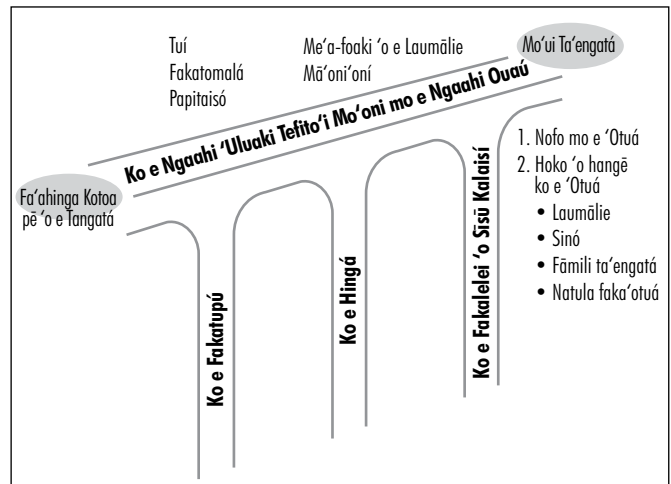 Tuí
Fakatomalá
Papitaisó
Me‘a-foaki ‘o e Laumālie
Mā‘oni‘oní
Mo‘ui Ta‘engatá
Ko e Ngaahi ‘Uluaki Tefito‘i Mo‘oni mo e Ngaahi Ouaú
Fa‘ahinga Kotoa
pē ‘o e Tangatá
1. Nofo mo e ‘Otuá
2. Hoko ‘o hangē
ko e ‘Otuá
• Laumālie
• Sinó
• Fāmili ta‘engatá
• Natula faka‘otuá
Ko e Fakatupú
Ko e Hingá
Ko e Fakalelei ‘o Sīsū Kalaisí